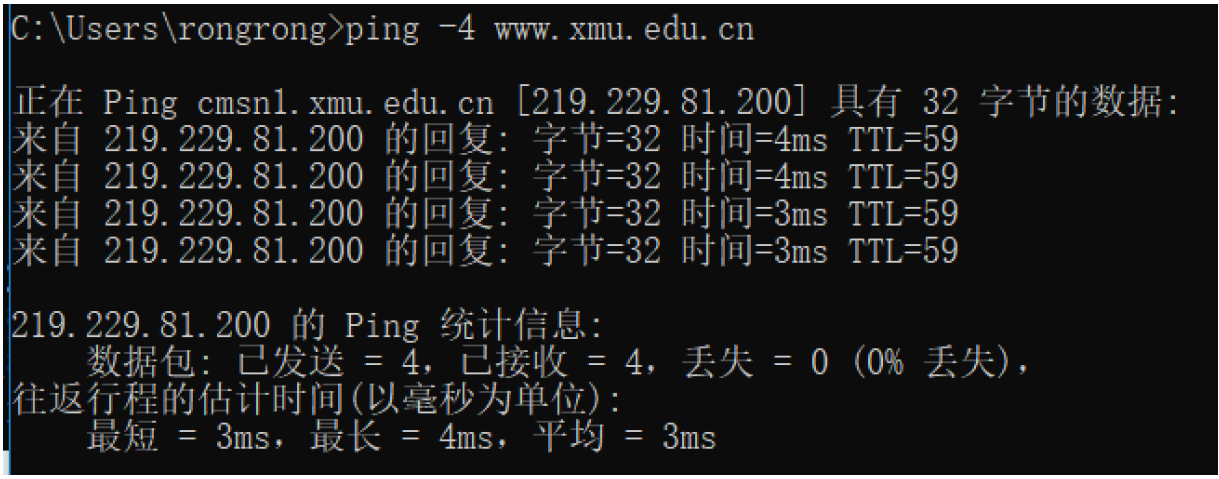 C:\Users\rongrong>ping -4 www.xmu.edu.cn
正在 Ping cmsn1.xmu.edu.cn [219.229.81.200] 具有 32 字节的数据:
来自 219.229.81.200 的回复: 字节=32 时间=4ms TTL=59
来自 219.229.81.200 的回复: 字节=32 时间=4ms TTL=59
来自 219.229.81.200 的回复: 字节=32 时间=3ms TTL=59
来自 219.229.81.200 的回复: 字节=32 时间=3ms TTL=59
219.229.81.200 的 Ping 统计信息:
数据包: 已发送 = 4，已接收 = 4，丢失 = 0 (0% 丢失)，
往返行程的估计时间(以毫秒为单位):
最短 = 3ms，最长 = 4ms，平均 = 3ms